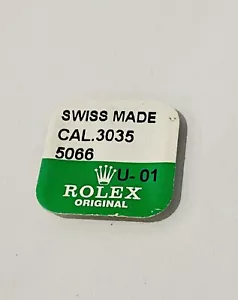 SWISS MADE
CAL.3035
5066
U-01
ROLEX
ORIGINAL